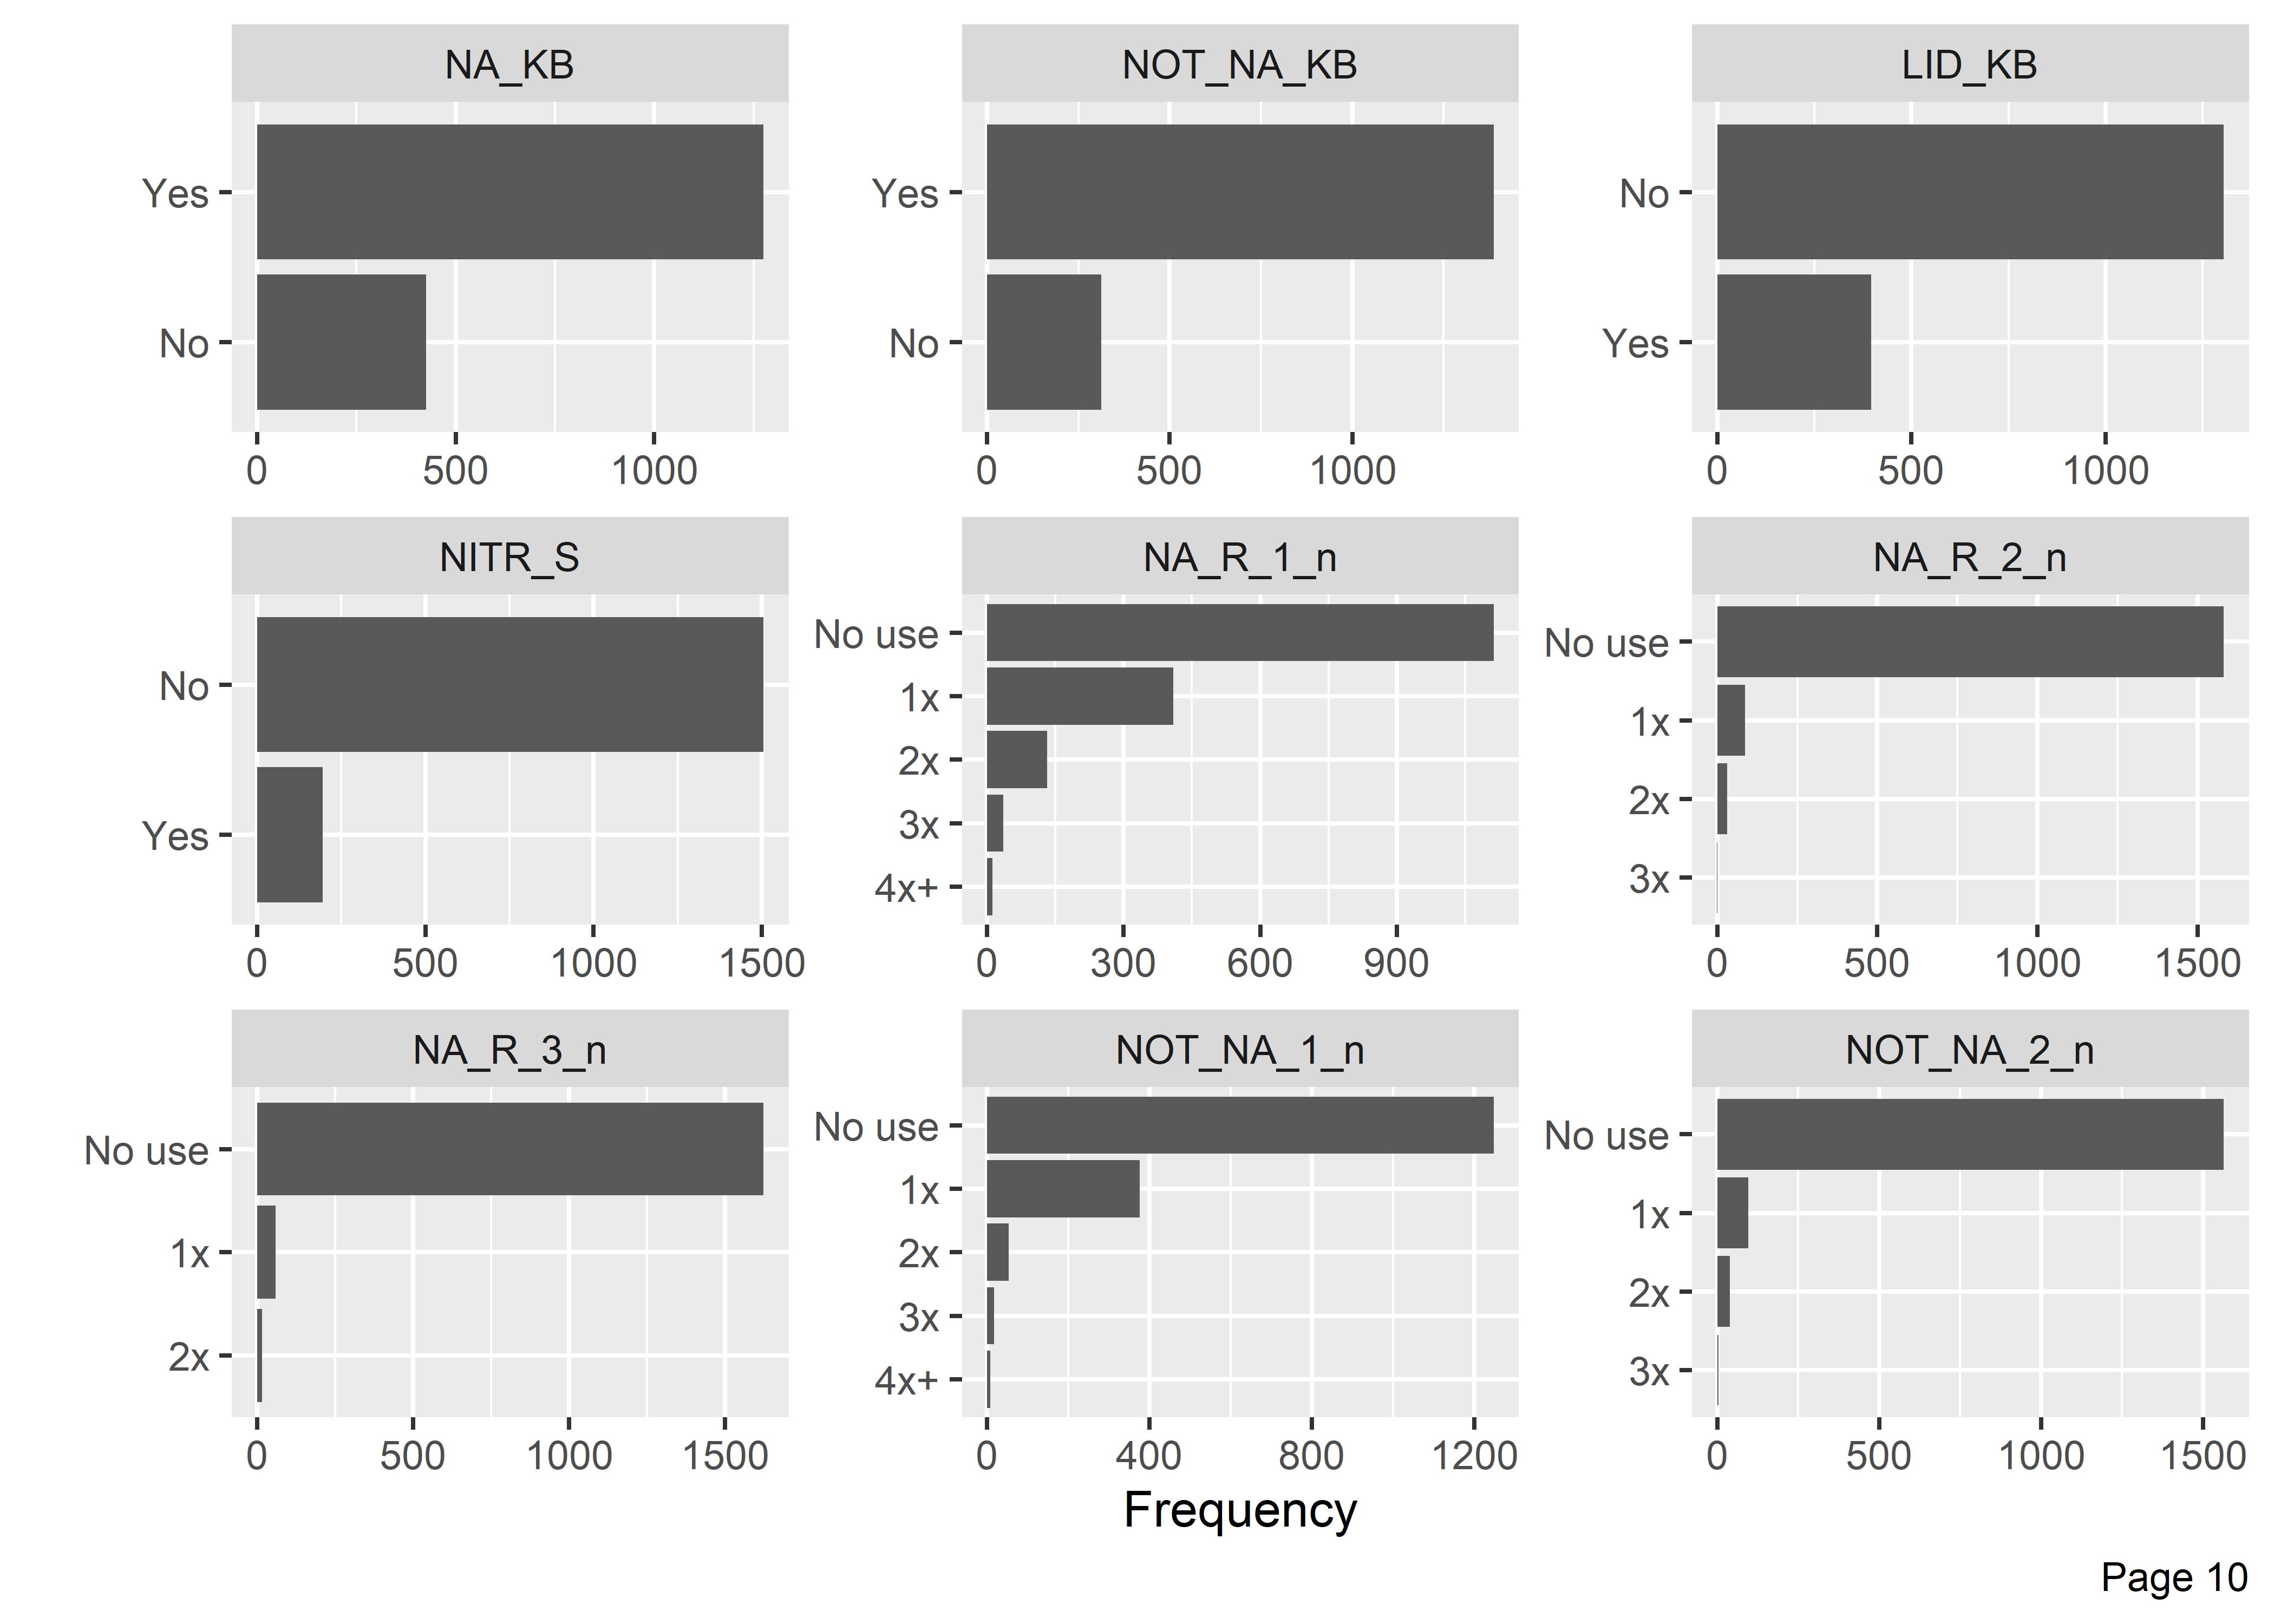 NA_KB
NOT_NA_KB
LID_KB
Yes
No
0 500 1000
Yes
No
0 500 1000
No
Yes
0 500 1000
NITR_S
NA_R_1_n
NA_R_2_n
No
Yes
0 500 1000 1500
No use
1x
2x
3x
4x+
0 300 600 900
No use
1x
2x
3x
0 500 1000 1500
NA_R_3_n
NOT_NA_1_n
NOT_NA_2_n
No use
1x
2x
0 500 1000 1500
No use
1x
2x
3x
4x+
0 400 800 1200
No use
1x
2x
3x
0 500 1000 1500
Frequency
Page 10